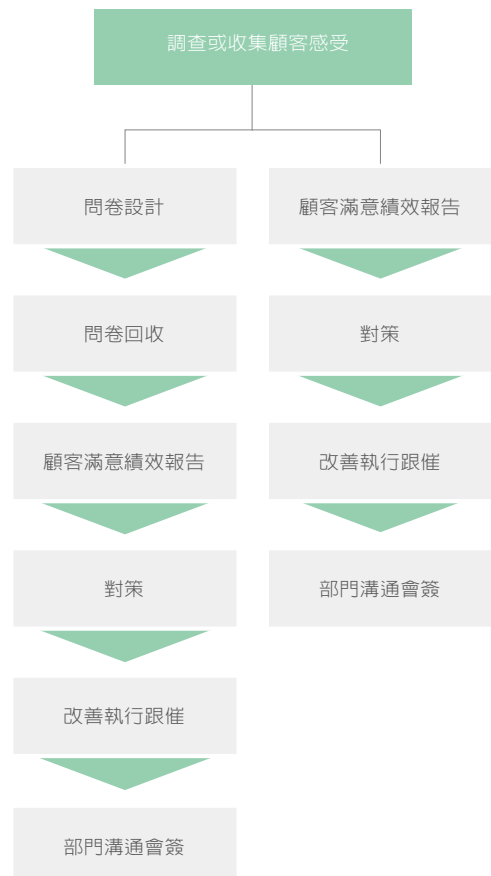 調查或收集顧客感受
問卷設計
問卷回收
顧客滿意績效報告
對策
改善執行跟催
部門溝通會簽
顧客滿意績效報告
對策
改善執行跟催
部門溝通會簽